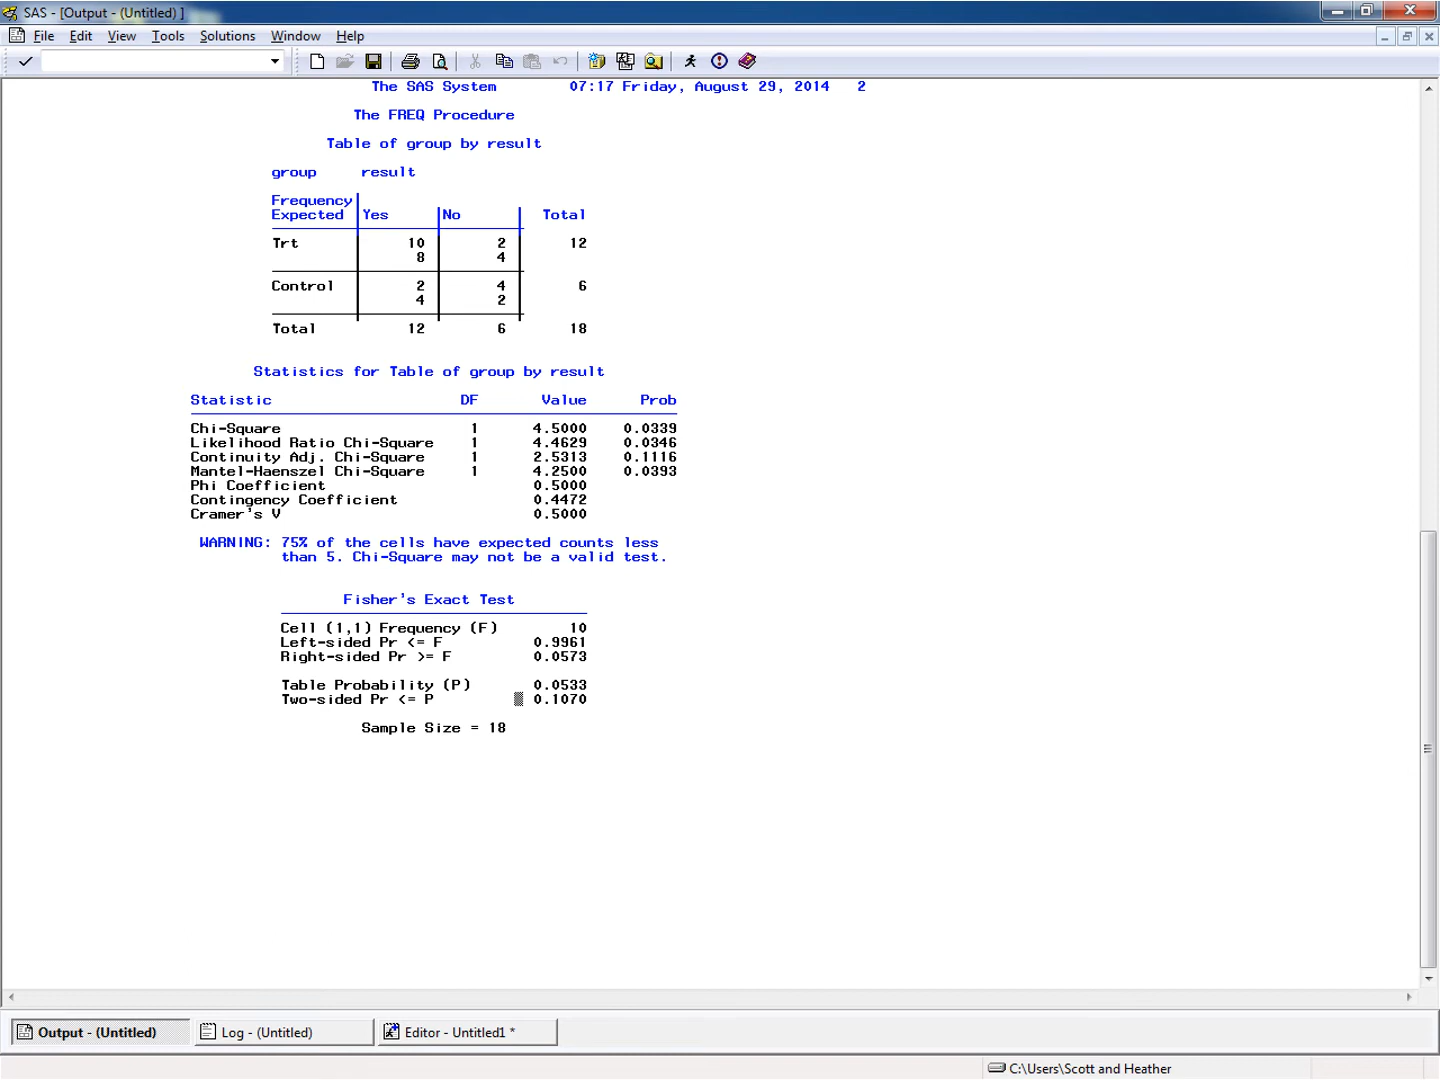 SAS - [Output - (Untitled) ]
File Edit View Tools Solutions Window Help
The SAS System 07:17 Friday, August 29, 2014 2
The FREQ Procedure
Table of group by result
group result
Frequency
Expected Yes No Total
Trt 10 2 12
8 4
Control 2 4 6
4 2
Total 12 6 18
Statistics for Table of group by result
Statistic DF Value Prob
Chi-Square 1 4.5000 0.0339
Likelihood Ratio Chi-Square 1 4.4629 0.0346
Continuity Adj. Chi-Square 1 2.5313 0.1116
Mantel-Haenszel Chi-Square 1 4.2500 0.0393
Phi Coefficient 0.5000
Contingency Coefficient 0.4472
Cramer's V 0.5000
WARNING: 75% of the cells have expected counts less
than 5. Chi-Square may not be a valid test.
Fisher's Exact Test
Cell (1,1) Frequency (F) 10
Left-sided Pr <= F 0.9961
Right-sided Pr >= F 0.0573
Table Probability (P) 0.0533
Two-sided Pr <= P 0.1070
Sample Size = 18
Output - (Untitled) Log - (Untitled) Editor - Untitled1 *
C:\Users\Scott and Heather